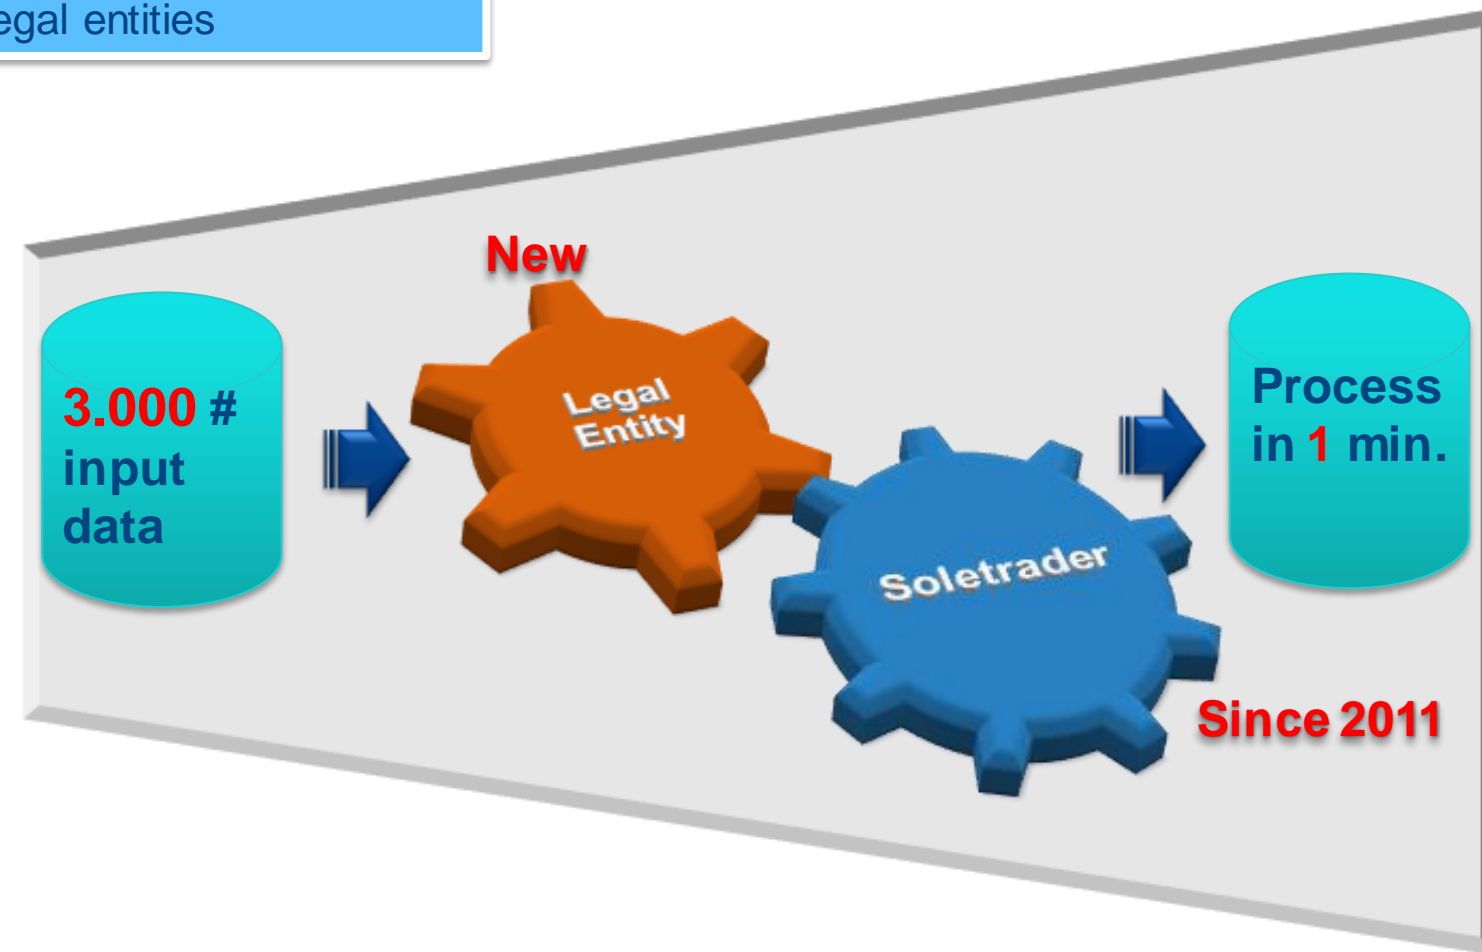 egal entities
New
3.000 #
input
data
Legal
Entity
Process
in 1 min.
Soletrader
Since 2011